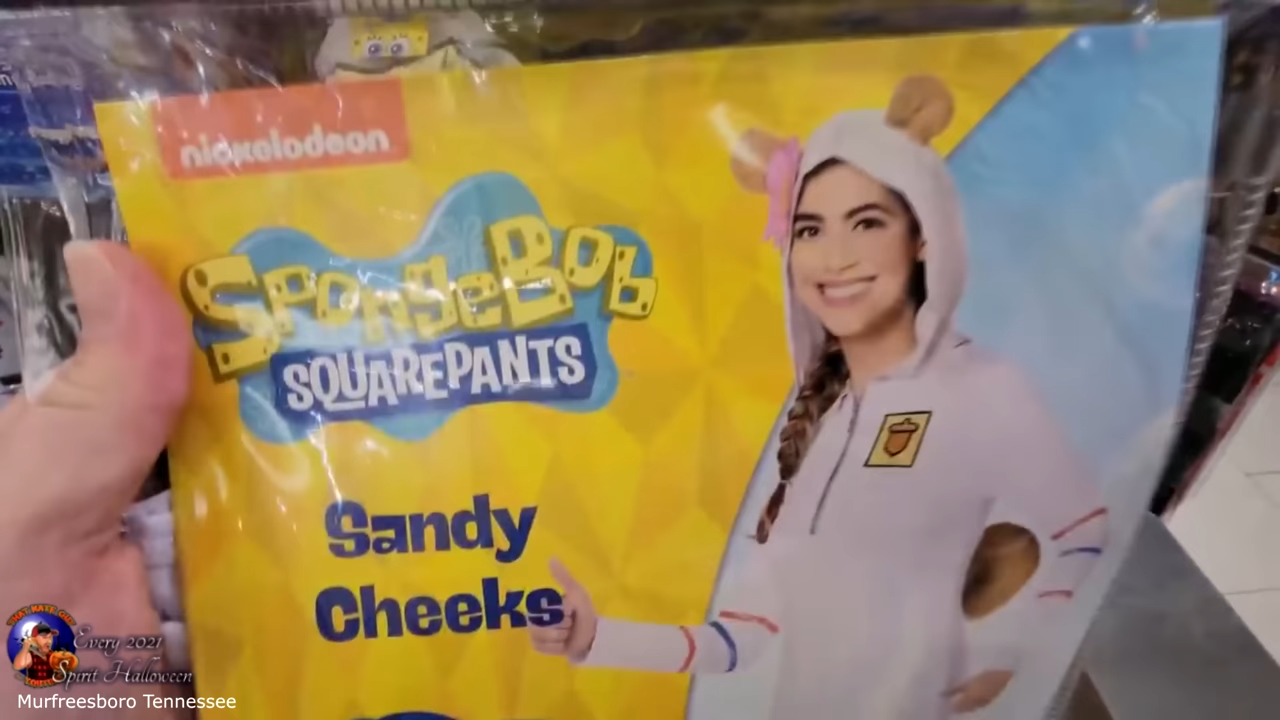 nickelodeon
SpongeBob
SQUAREPANTS
Sandy
Cheeks
Every 2021
Spirit Halloween
Murfreesboro Tennessee